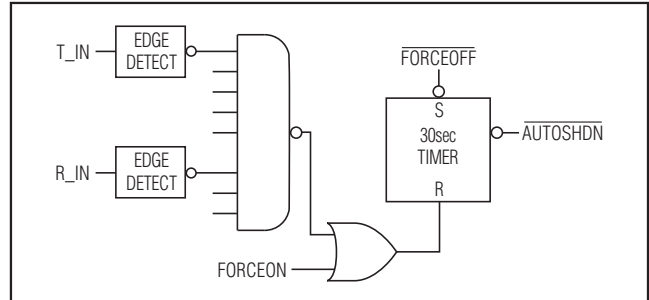 T_IN
EDGE
DETECT
R_IN
EDGE
DETECT
FORCEON
FORCEOFF
S
30sec
TIMER
R
AUTOSHDN